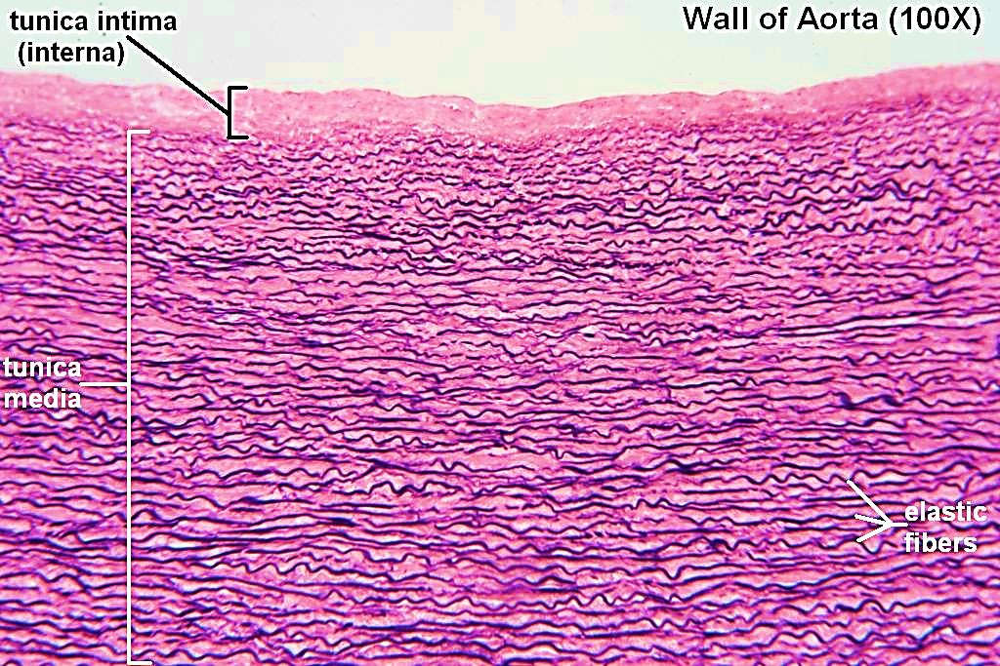 tunica intima
(interna)
Wall of Aorta (100X)
tunica
media
elastic
fibers